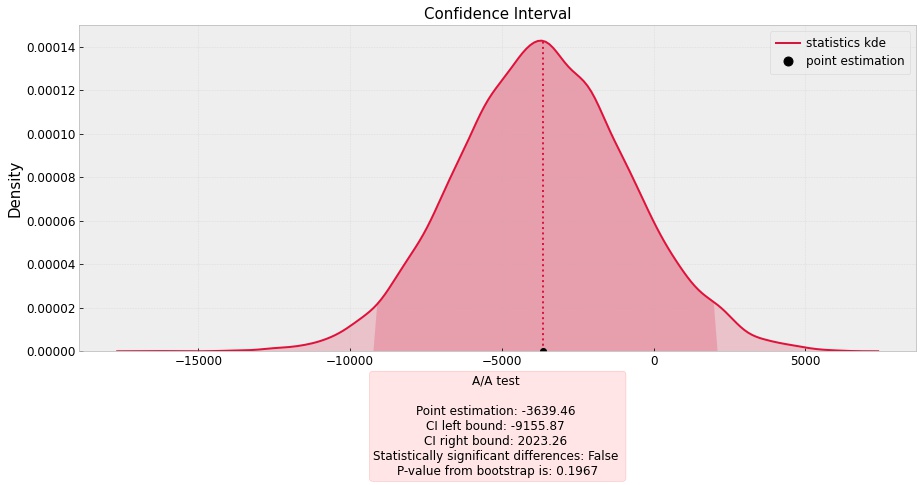 Confidence Interval
statistics kde
point estimation
Density
0.00014
0.00012
0.00010
0.00008
0.00006
0.00004
0.00002
0.00000
−15000 −10000 −5000 0 5000
A/A test
Point estimation: -3639.46
CI left bound: -9155.87
CI right bound: 2023.26
Statistically significant differences: False
P-value from bootstrap is: 0.1967